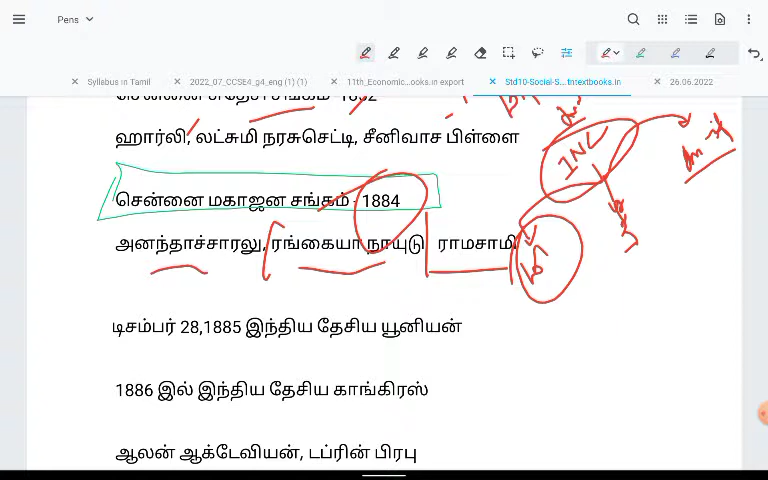 Pens
Syllabus in Tamil
2022_07_CCSE4_g4_eng (1) (1)
11th_Economic...ooks.in export
Std10-Social-S...tntextbooks.in
26.06.2022
ஹார்லி, லட்சுமி நரசுசெட்டி, சீனிவாச பிள்ளை
INC
சென்னை மகாஜன சங்கம் - 1884
அனந்தாச்சாரலு, ரங்கையா நாயுடு ராமசாமி
டிசம்பர் 28,1885 இந்திய தேசிய யூனியன்
1886 இல் இந்திய தேசிய காங்கிரஸ்
ஆலன் ஆக்டேவியன், டப்ரின் பிரபு